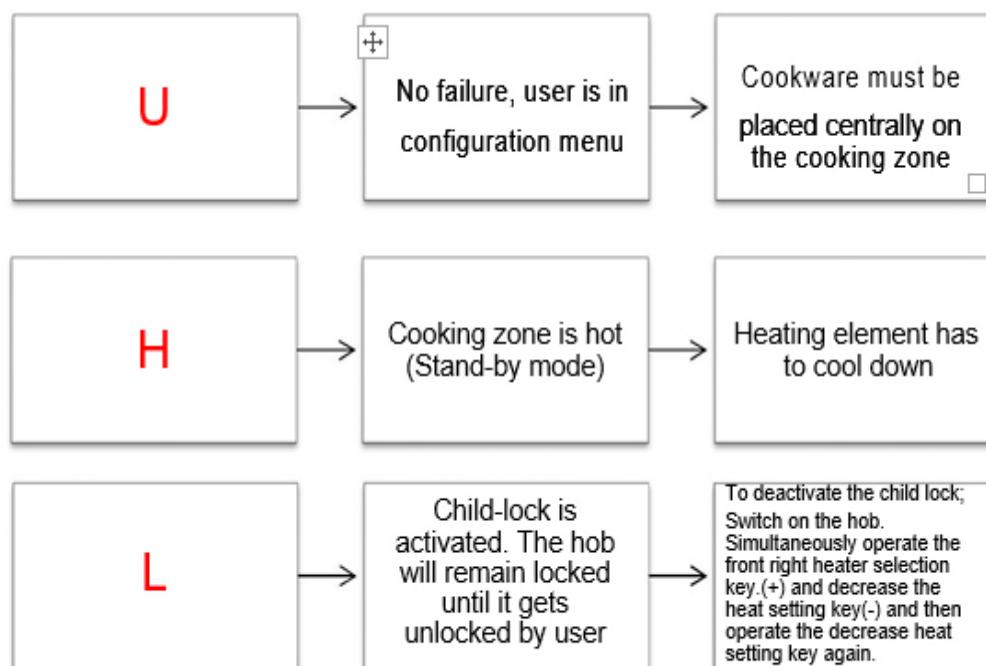 U
No failure, user is in
configuration menu
Cookware must be
placed centrally on
the cooking zone
H
Cooking zone is hot
(Stand-by mode)
Heating element has
to cool down
L
Child-lock is
activated. The hob
will remain locked
until it gets
unlocked by user
To deactivate the child lock;
Switch on the hob.
Simultaneously operate the
front right heater selection
key.(+) and decrease the
heat setting key(-) and then
operate the decrease heat
setting key again.